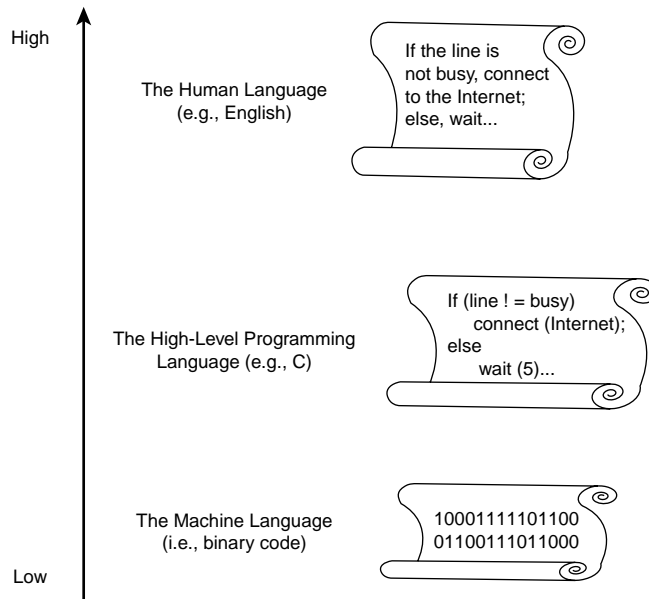 High
If the line is
not busy, connect
to the Internet;
else, wait...
The Human Language
(e.g., English)
If (line ! = busy)
connect (Internet);
else
wait (5)...
The High-Level Programming
Language (e.g., C)
The Machine Language
(i.e., binary code)
10001111101100
01100111011000
Low